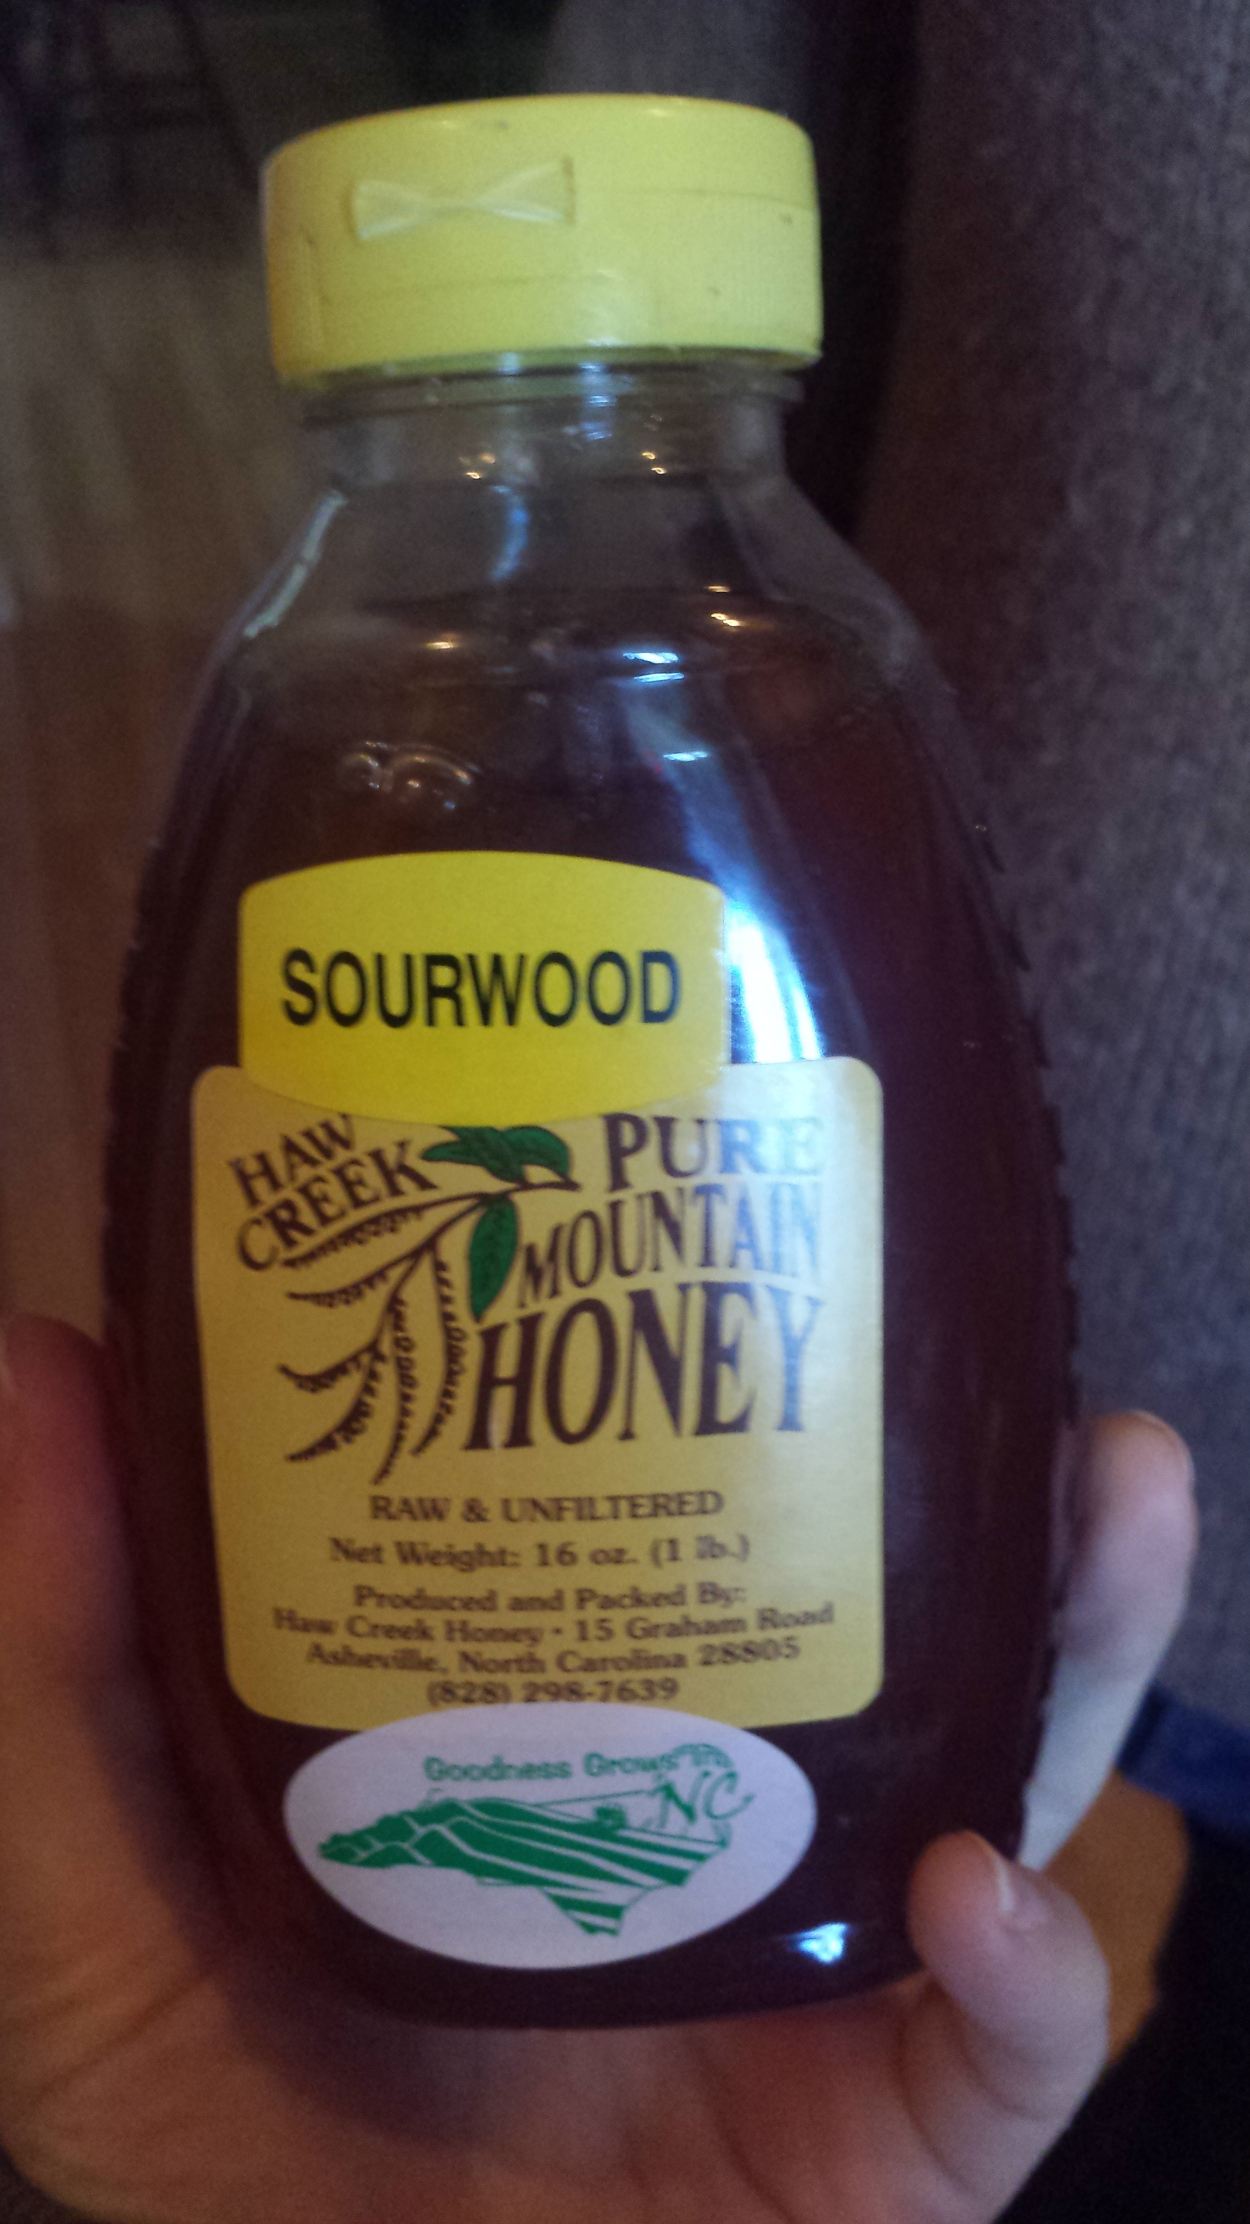 SOURWOOD
HAW
CREEK
PURE
MOUNTAIN
HONEY
RAW & UNFILTERED
Net Weight: 16 oz. (1 lb.)
Produced and Packed By:
Haw Creek Honey • 15 Graham Road
Asheville, North Carolina 28805
(828) 298-7639
Goodness Grows In
NC